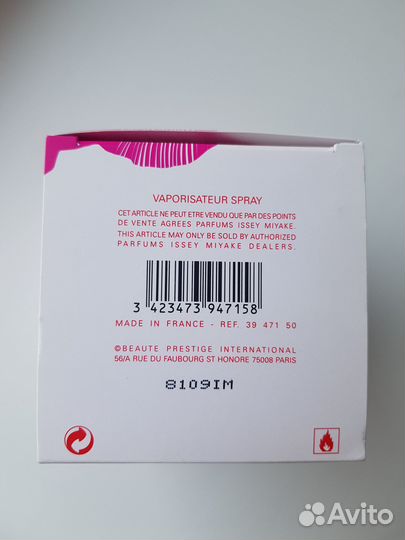 VAPORISATEUR SPRAY
CET ARTICLE NE PEUT ETRE VENDU QUE PAR DES POINTS
DE VENTE AGREES PARFUMS ISSEY MIYAKE.
THIS ARTICLE MAY ONLY BE SOLD BY AUTHORIZED
PARFUMS ISSEY MIYAKE DEALERS.
3 423473 947158
MADE IN FRANCE - REF. 39 471 50
©BEAUTE PRESTIGE INTERNATIONAL
56/A RUE DU FAUBOURG ST HONORE 75008 PARIS
8109IM
Avito